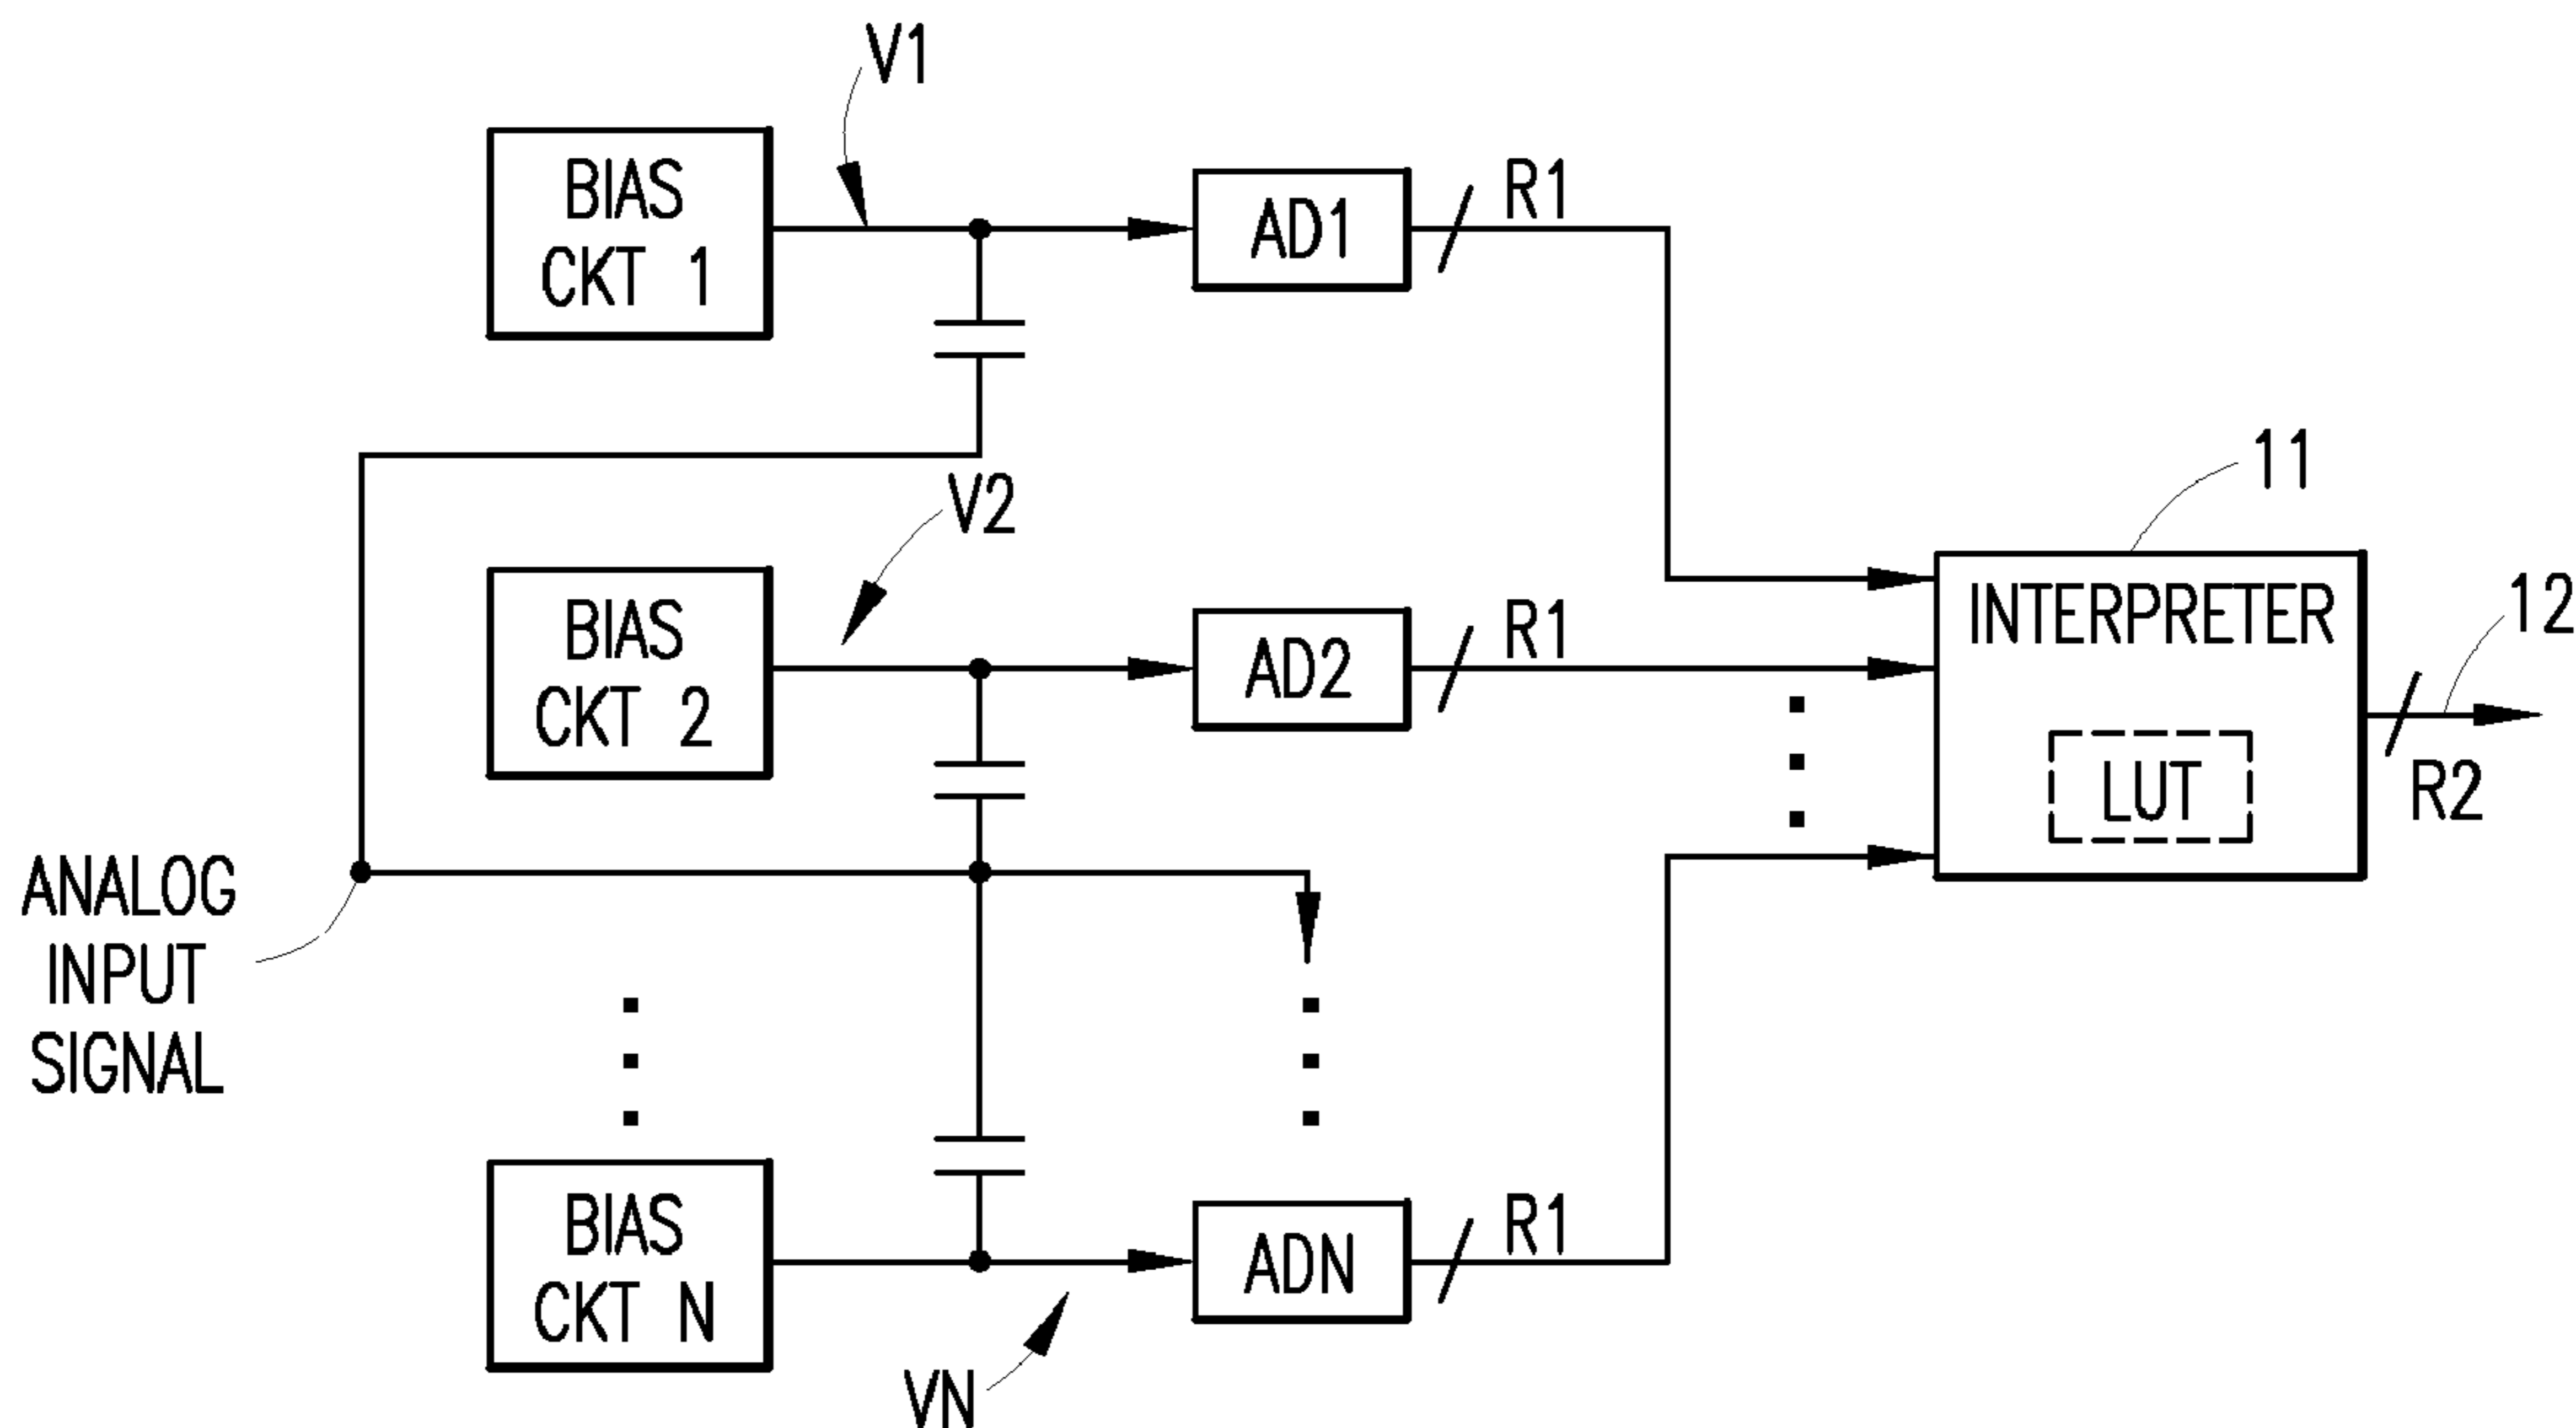 V1
BIAS
CKT 1
AD1
R1
V2
11
BIAS
CKT 2
AD2
R1
INTERPRETER
12
LUT
R2
ANALOG
INPUT
SIGNAL
BIAS
CKT N
ADN
R1
VN